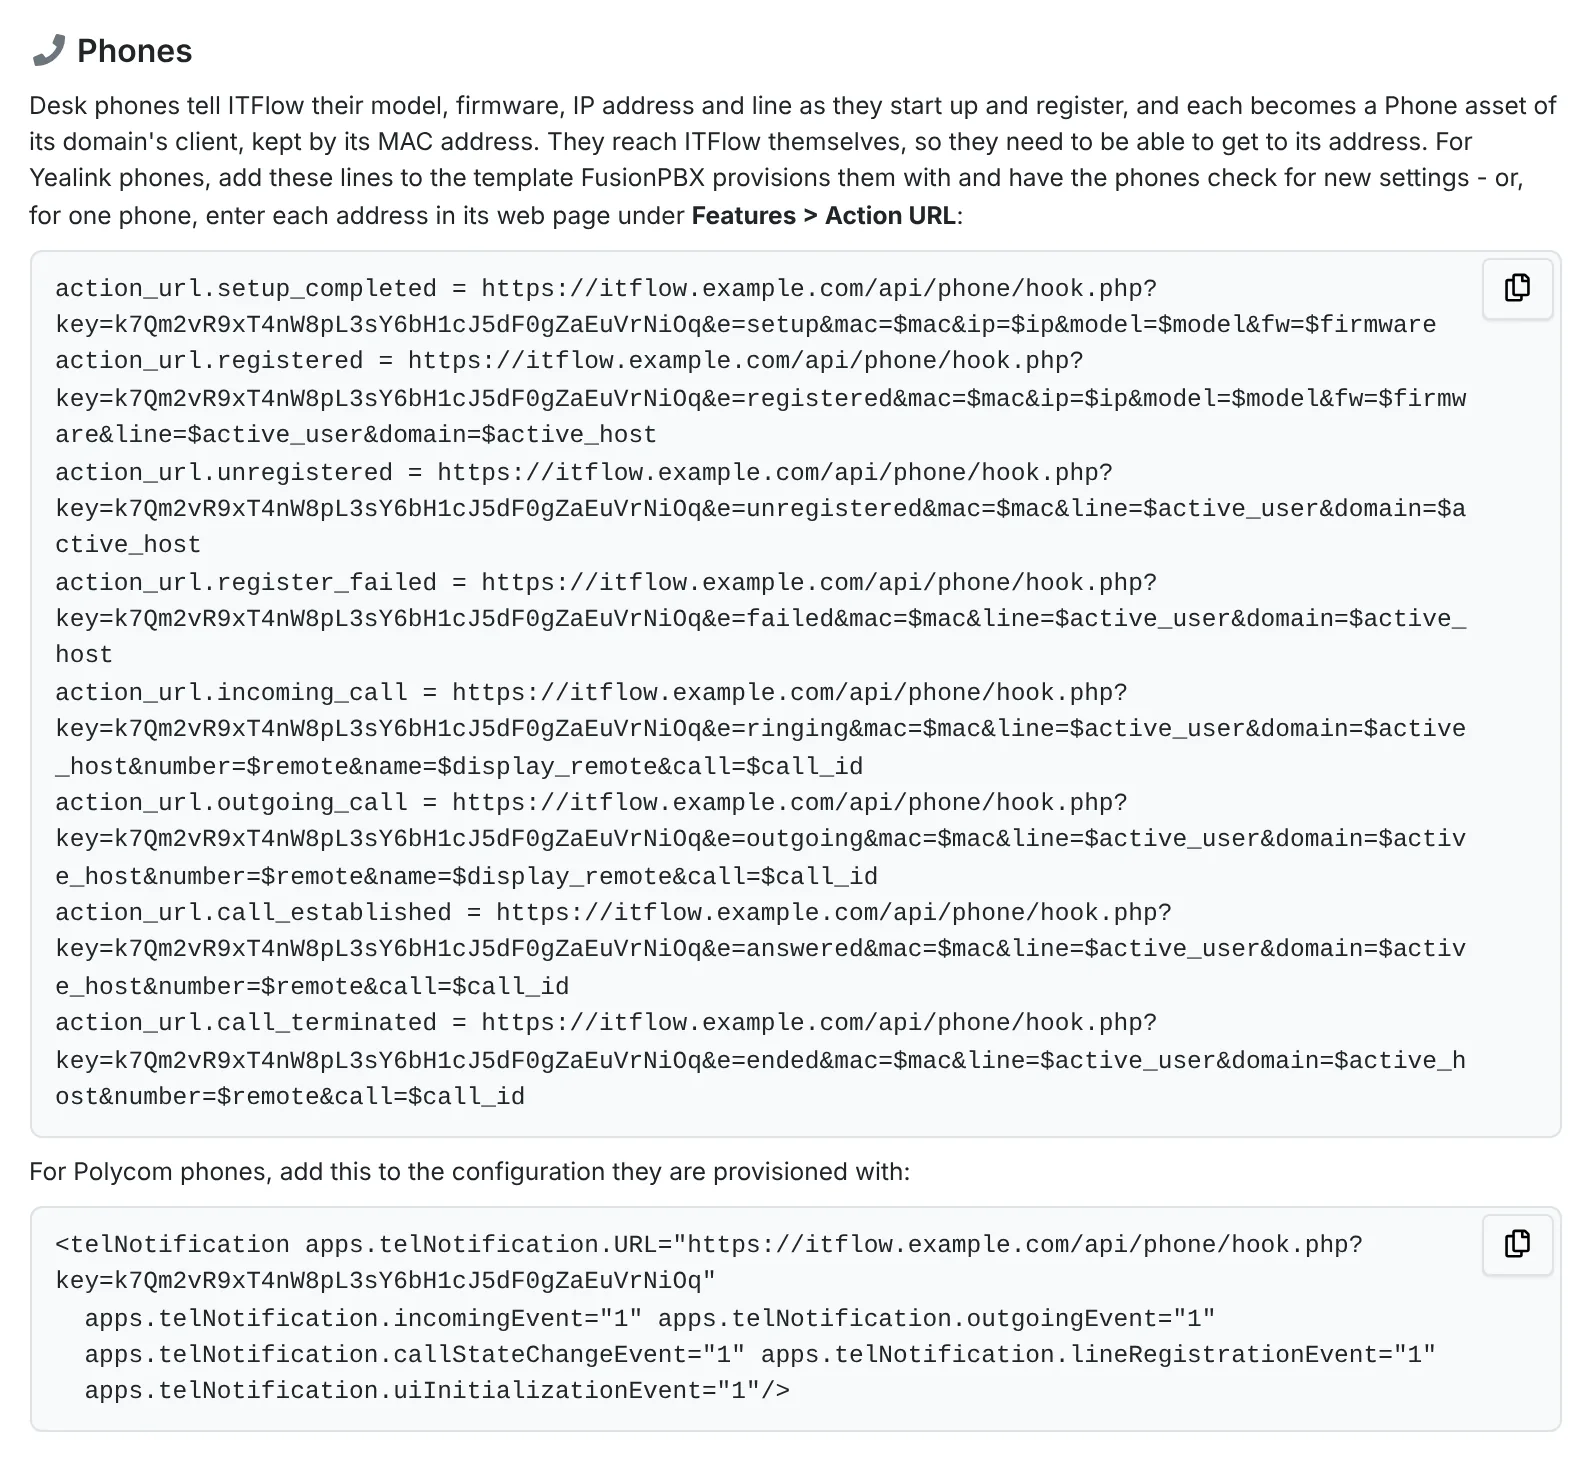 Phones
Desk phones tell ITFlow their model, firmware, IP address and line as they start up and register, and each becomes a Phone asset of
its domain's client, kept by its MAC address. They reach ITFlow themselves, so they need to be able to get to its address. For
Yealink phones, add these lines to the template FusionPBX provisions them with and have the phones check for new settings - or,
for one phone, enter each address in its web page under Features > Action URL:
action_url.setup_completed = https://itflow.example.com/api/phone/hook.php?
key=k7Qm2vR9xT4nW8pL3sY6bH1cJ5dF0gZaEuVrNiOq&e=setup&mac=$mac&ip=$ip&model=$model&fw=$firmware
action_url.registered = https://itflow.example.com/api/phone/hook.php?
key=k7Qm2vR9xT4nW8pL3sY6bH1cJ5dF0gZaEuVrNiOq&e=registered&mac=$mac&ip=$ip&model=$model&fw=$firmw
are&line=$active_user&domain=$active_host
action_url.unregistered = https://itflow.example.com/api/phone/hook.php?
key=k7Qm2vR9xT4nW8pL3sY6bH1cJ5dF0gZaEuVrNiOq&e=unregistered&mac=$mac&line=$active_user&domain=$a
ctive_host
action_url.register_failed = https://itflow.example.com/api/phone/hook.php?
key=k7Qm2vR9xT4nW8pL3sY6bH1cJ5dF0gZaEuVrNiOq&e=failed&mac=$mac&line=$active_user&domain=$active_
host
action_url.incoming_call = https://itflow.example.com/api/phone/hook.php?
key=k7Qm2vR9xT4nW8pL3sY6bH1cJ5dF0gZaEuVrNiOq&e=ringing&mac=$mac&line=$active_user&domain=$active
_host&number=$remote&name=$display_remote&call=$call_id
action_url.outgoing_call = https://itflow.example.com/api/phone/hook.php?
key=k7Qm2vR9xT4nW8pL3sY6bH1cJ5dF0gZaEuVrNiOq&e=outgoing&mac=$mac&line=$active_user&domain=$activ
e_host&number=$remote&name=$display_remote&call=$call_id
action_url.call_established = https://itflow.example.com/api/phone/hook.php?
key=k7Qm2vR9xT4nW8pL3sY6bH1cJ5dF0gZaEuVrNiOq&e=answered&mac=$mac&line=$active_user&domain=$activ
e_host&number=$remote&call=$call_id
action_url.call_terminated = https://itflow.example.com/api/phone/hook.php?
key=k7Qm2vR9xT4nW8pL3sY6bH1cJ5dF0gZaEuVrNiOq&e=ended&mac=$mac&line=$active_user&domain=$active_h
ost&number=$remote&call=$call_id
For Polycom phones, add this to the configuration they are provisioned with:
<telNotification apps.telNotification.URL="https://itflow.example.com/api/phone/hook.php?
key=k7Qm2vR9xT4nW8pL3sY6bH1cJ5dF0gZaEuVrNiOq"
  apps.telNotification.incomingEvent="1" apps.telNotification.outgoingEvent="1"
  apps.telNotification.callStateChangeEvent="1" apps.telNotification.lineRegistrationEvent="1"
  apps.telNotification.uiInitializationEvent="1"/>